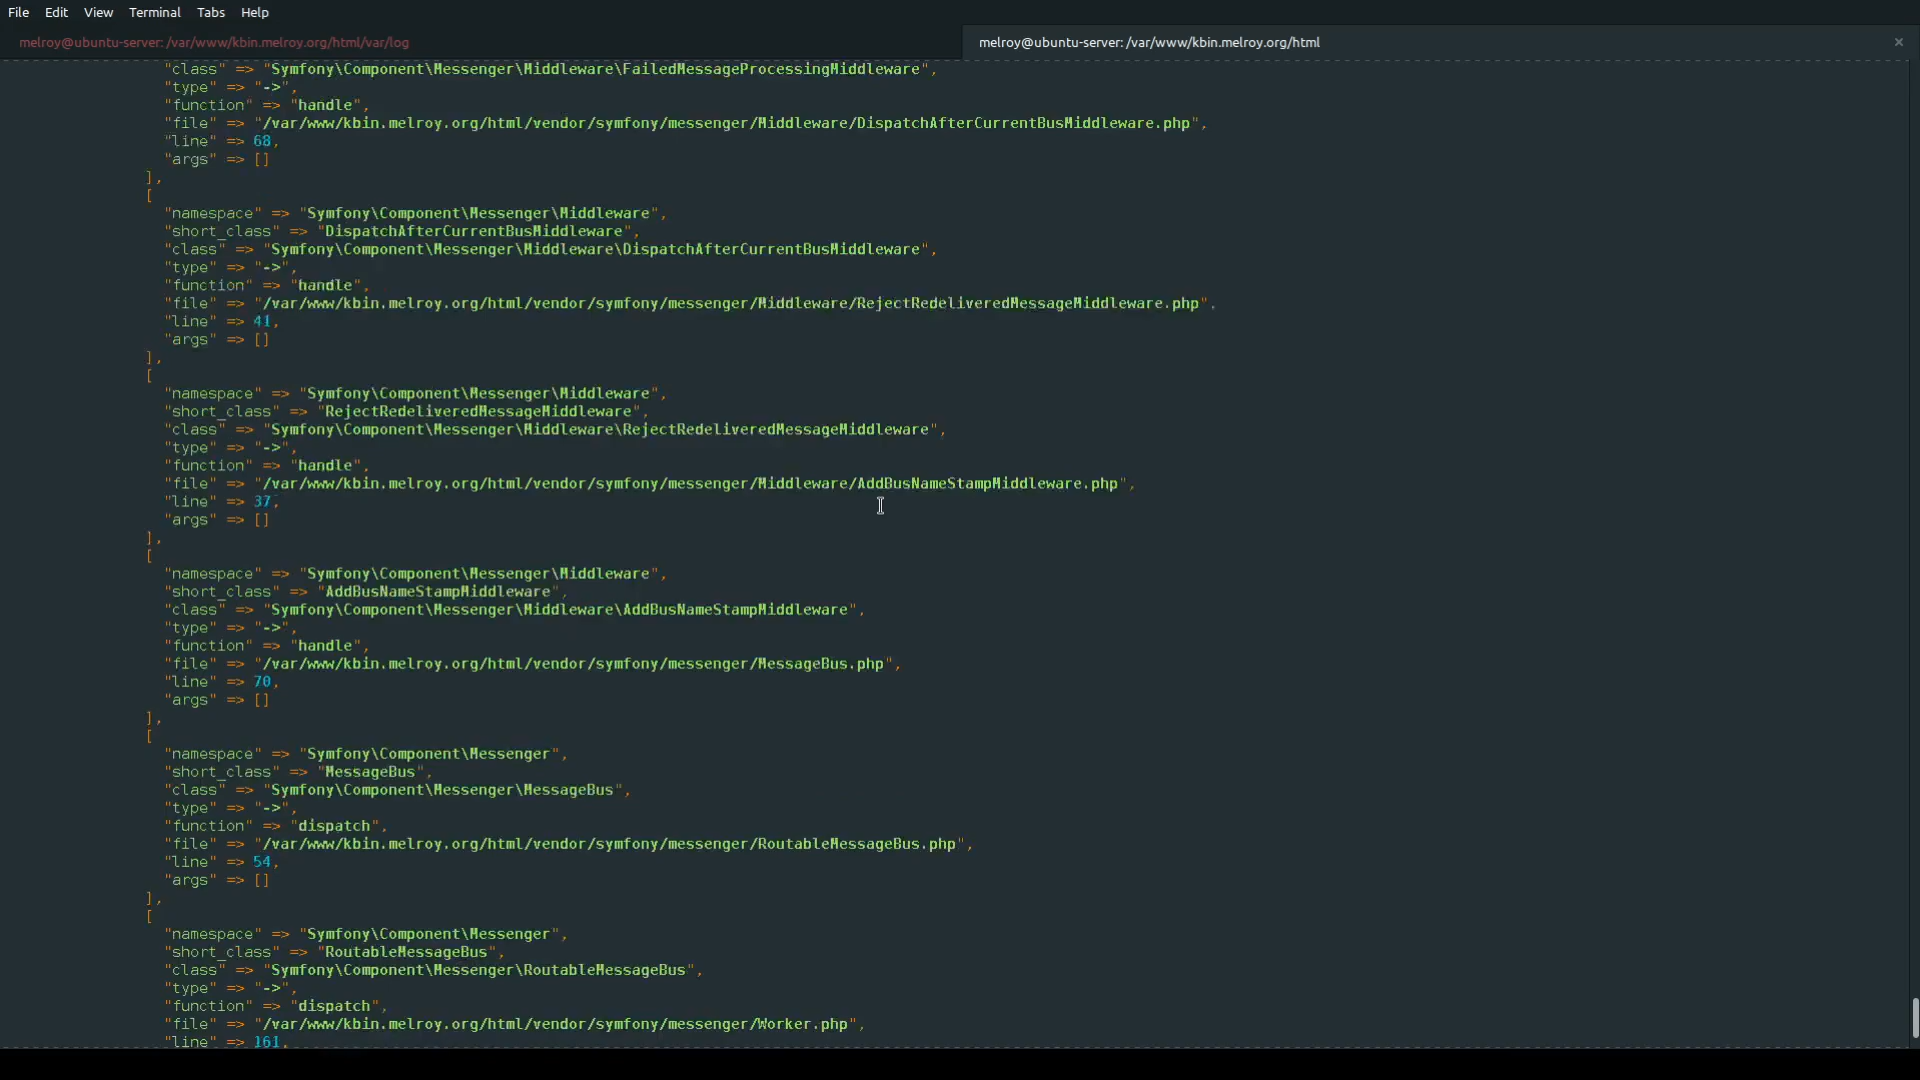 File Edit View Terminal Tabs Help
melroy@ubuntu-server: /var/www/kbin.melroy.org/html/var/log
melroy@ubuntu-server: /var/www/kbin.melroy.org/html ×
"class" => "Symfony\Component\Messenger\Middleware\FailedMessageProcessingMiddleware",
"type" => "->",
"function" => "handle",
"file" => "/var/www/kbin.melroy.org/html/vendor/symfony/messenger/Middleware/DispatchAfterCurrentBusMiddleware.php",
"line" => 68,
"args" => []
],
[
"namespace" => "Symfony\Component\Messenger\Middleware",
"short_class" => "DispatchAfterCurrentBusMiddleware",
"class" => "Symfony\Component\Messenger\Middleware\DispatchAfterCurrentBusMiddleware",
"type" => "->",
"function" => "handle",
"file" => "/var/www/kbin.melroy.org/html/vendor/symfony/messenger/Middleware/RejectRedeliveredMessageMiddleware.php",
"line" => 41,
"args" => []
],
[
"namespace" => "Symfony\Component\Messenger\Middleware",
"short_class" => "RejectRedeliveredMessageMiddleware",
"class" => "Symfony\Component\Messenger\Middleware\RejectRedeliveredMessageMiddleware",
"type" => "->",
"function" => "handle",
"file" => "/var/www/kbin.melroy.org/html/vendor/symfony/messenger/Middleware/AddBusNameStampMiddleware.php",
"line" => 37,
"args" => []
],
[
"namespace" => "Symfony\Component\Messenger\Middleware",
"short_class" => "AddBusNameStampMiddleware",
"class" => "Symfony\Component\Messenger\Middleware\AddBusNameStampMiddleware",
"type" => "->",
"function" => "handle",
"file" => "/var/www/kbin.melroy.org/html/vendor/symfony/messenger/MessageBus.php",
"line" => 70,
"args" => []
],
[
"namespace" => "Symfony\Component\Messenger",
"short_class" => "MessageBus",
"class" => "Symfony\Component\Messenger\MessageBus",
"type" => "->",
"function" => "dispatch",
"file" => "/var/www/kbin.melroy.org/html/vendor/symfony/messenger/RoutableMessageBus.php",
"line" => 54,
"args" => []
],
[
"namespace" => "Symfony\Component\Messenger",
"short_class" => "RoutableMessageBus",
"class" => "Symfony\Component\Messenger\RoutableMessageBus",
"type" => "->",
"function" => "dispatch",
"file" => "/var/www/kbin.melroy.org/html/vendor/symfony/messenger/Worker.php",
"line" => 161,